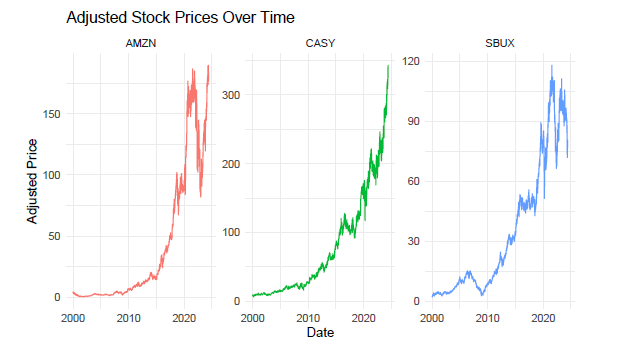 Adjusted Stock Prices Over Time
AMZN CASY SBUX
Adjusted Price
150
100
50
0
300
200
100
0
120
90
60
30
0
2000 2010 2020 2000 2010 2020 2000 2010 2020
Date